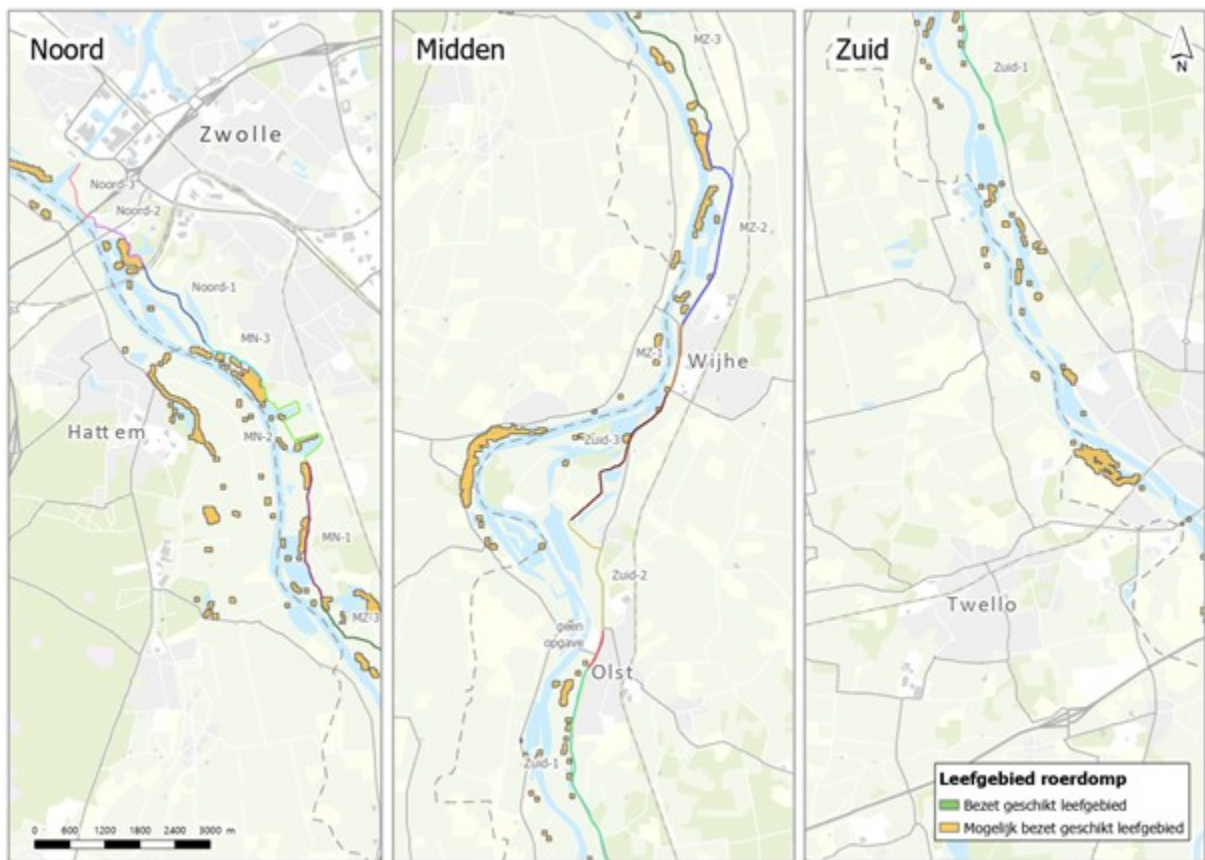 Noord
Zwolle
Noord-3
Noord-2
Noord-1
MN-3
Hattem
MN-2
MN-1
MZ-3
0 600 1200 1800 2400 3000 m
Midden
MZ-3
MZ-2
MZ-1
Wijhe
Zuid-3
Zuid-2
geen
opgave
Olst
Zuid-1
Zuid
N
Zuid-1
Twello
Leefgebied roerdomp
Bezet geschikt leefgebied
Mogelijk bezet geschikt leefgebied